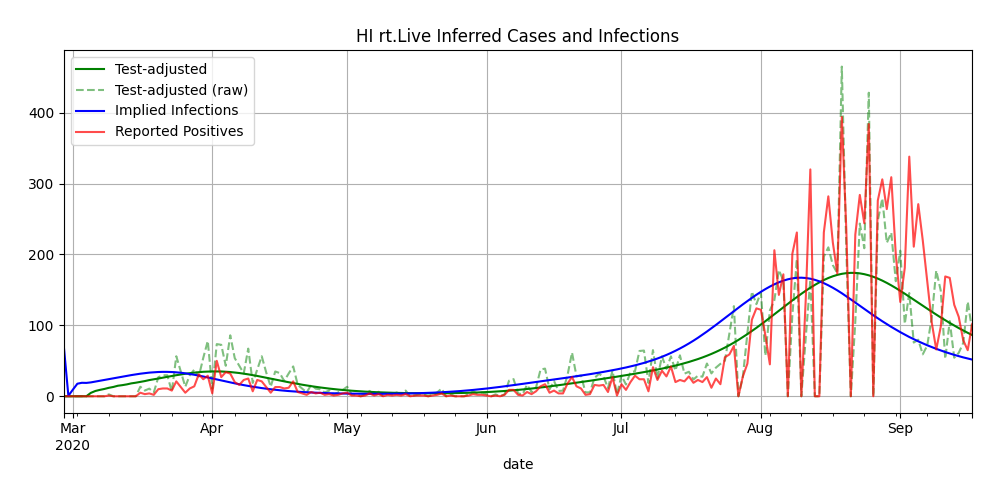 HI rt.Live Inferred Cases and Infections
Test-adjusted
Test-adjusted (raw)
Implied Infections
Reported Positives
400
300
200
100
0
Mar Apr May Jun Jul Aug Sep
2020
date